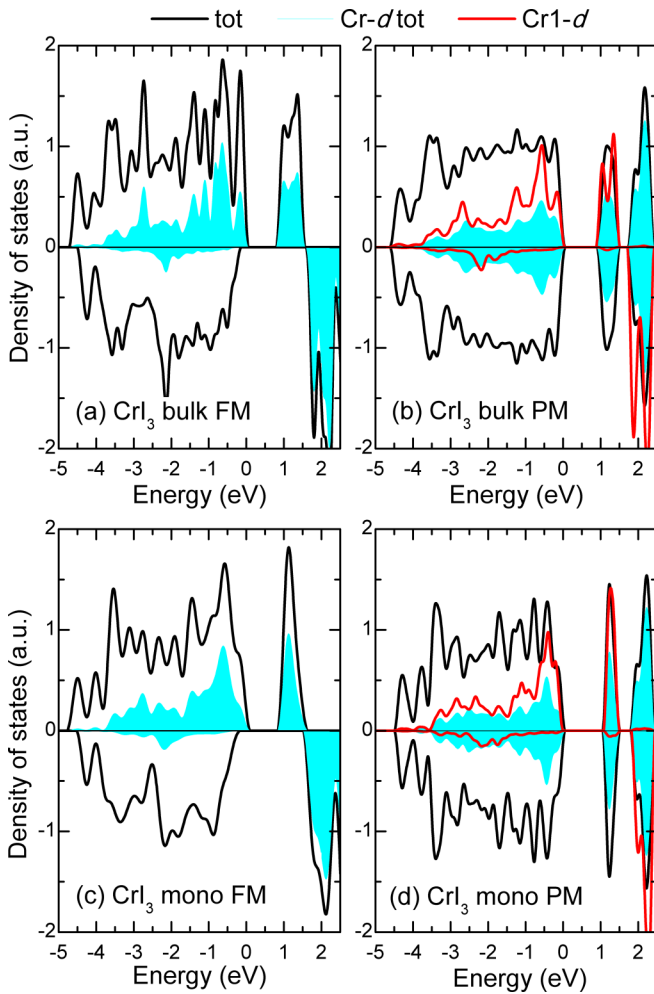 tot Cr-d tot Cr1-d
Density of states (a.u.)
2
1
0
-1
-2
(a) CrI3 bulk FM
-5 -4 -3 -2 -1 0 1 2
Energy (eV)
(b) CrI3 bulk PM
-5 -4 -3 -2 -1 0 1 2
Energy (eV)
Density of states (a.u.)
2
1
0
-1
-2
(c) CrI3 mono FM
-5 -4 -3 -2 -1 0 1 2
Energy (eV)
(d) CrI3 mono PM
-5 -4 -3 -2 -1 0 1 2
Energy (eV)